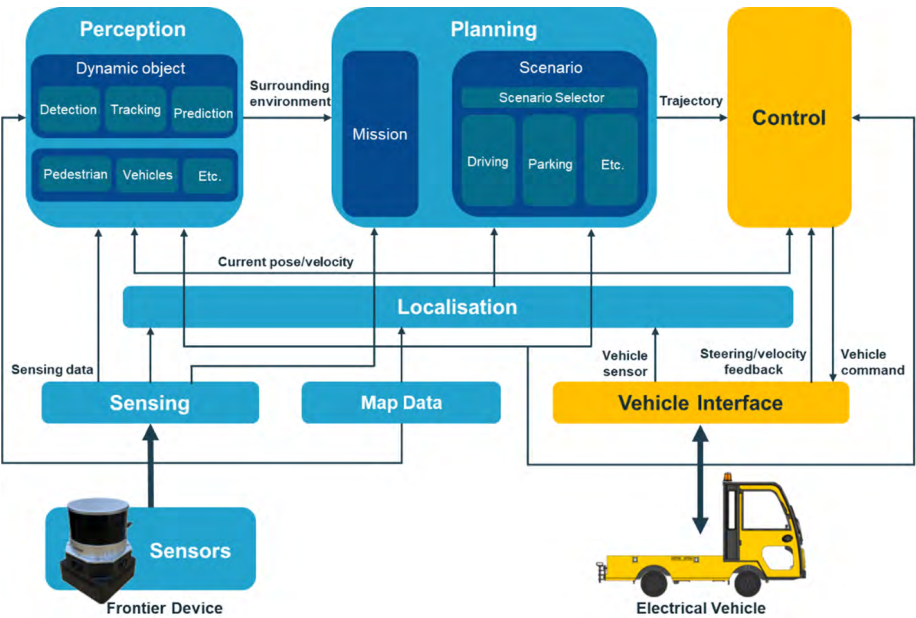 Perception
Dynamic object
Detection
Tracking
Prediction
Pedestrian
Vehicles
Etc.
Surrounding
environment
Planning
Mission
Scenario
Scenario Selector
Driving
Parking
Etc.
Trajectory
Control
Current pose/velocity
Localisation
Sensing data
Vehicle
sensor
Steering/velocity
feedback
Vehicle
command
Sensing
Map Data
Vehicle Interface
Sensors
Frontier Device
Electrical Vehicle